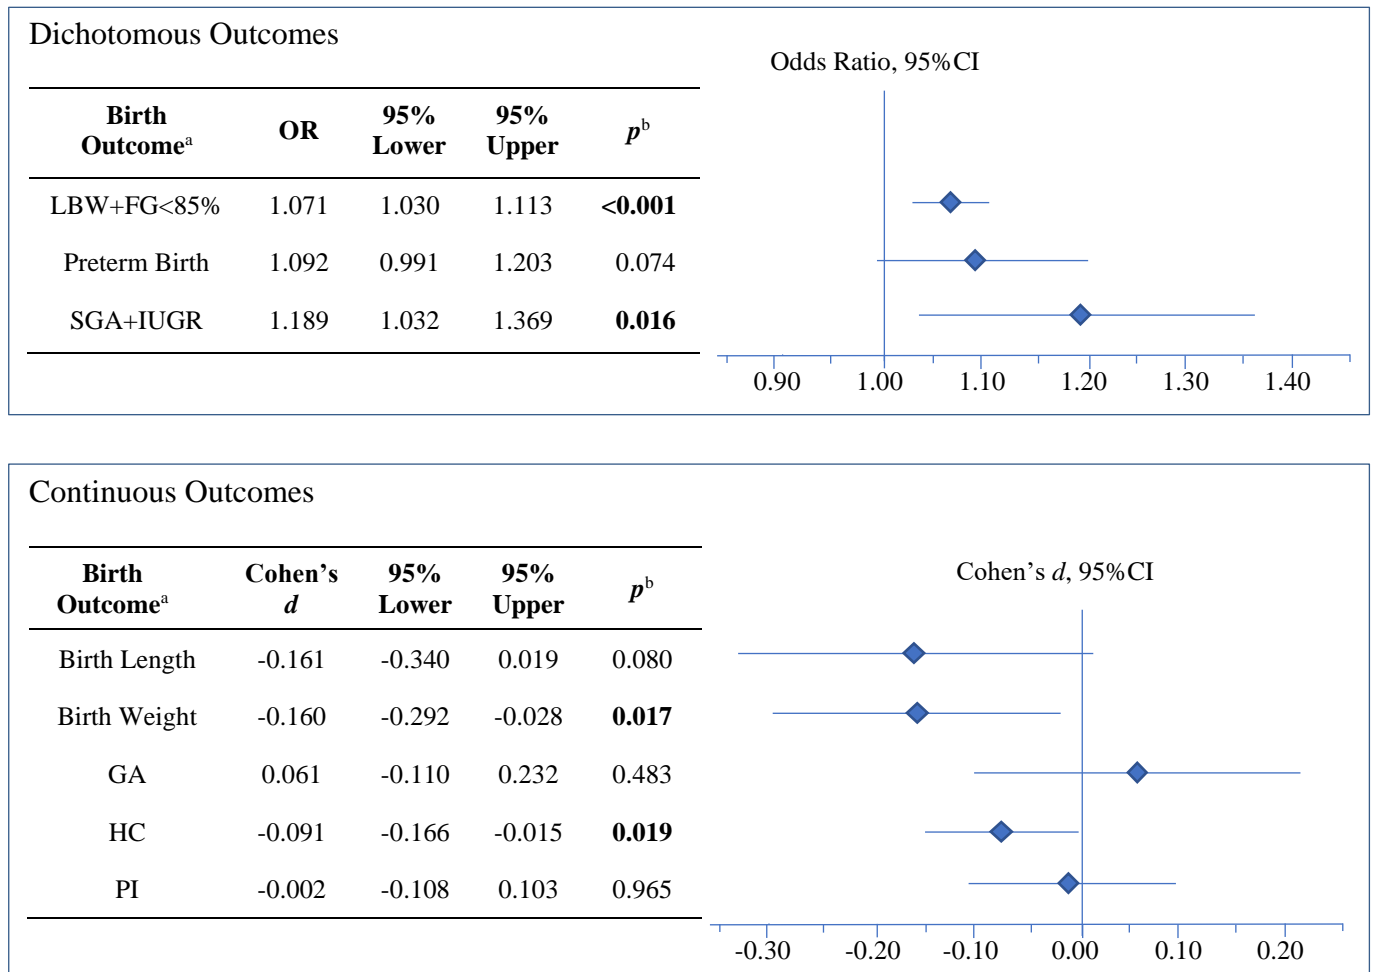 Dichotomous Outcomes
Odds Ratio, 95%CI
Birth Outcomeᵃ OR 95% Lower 95% Upper pᵇ
LBW+FG<85% 1.071 1.030 1.113 <0.001
Preterm Birth 1.092 0.991 1.203 0.074
SGA+IUGR 1.189 1.032 1.369 0.016
0.90 1.00 1.10 1.20 1.30 1.40
Continuous Outcomes
Cohen's d, 95%CI
Birth Outcomeᵃ Cohen's d 95% Lower 95% Upper pᵇ
Birth Length -0.161 -0.340 0.019 0.080
Birth Weight -0.160 -0.292 -0.028 0.017
GA 0.061 -0.110 0.232 0.483
HC -0.091 -0.166 -0.015 0.019
PI -0.002 -0.108 0.103 0.965
-0.30 -0.20 -0.10 0.00 0.10 0.20